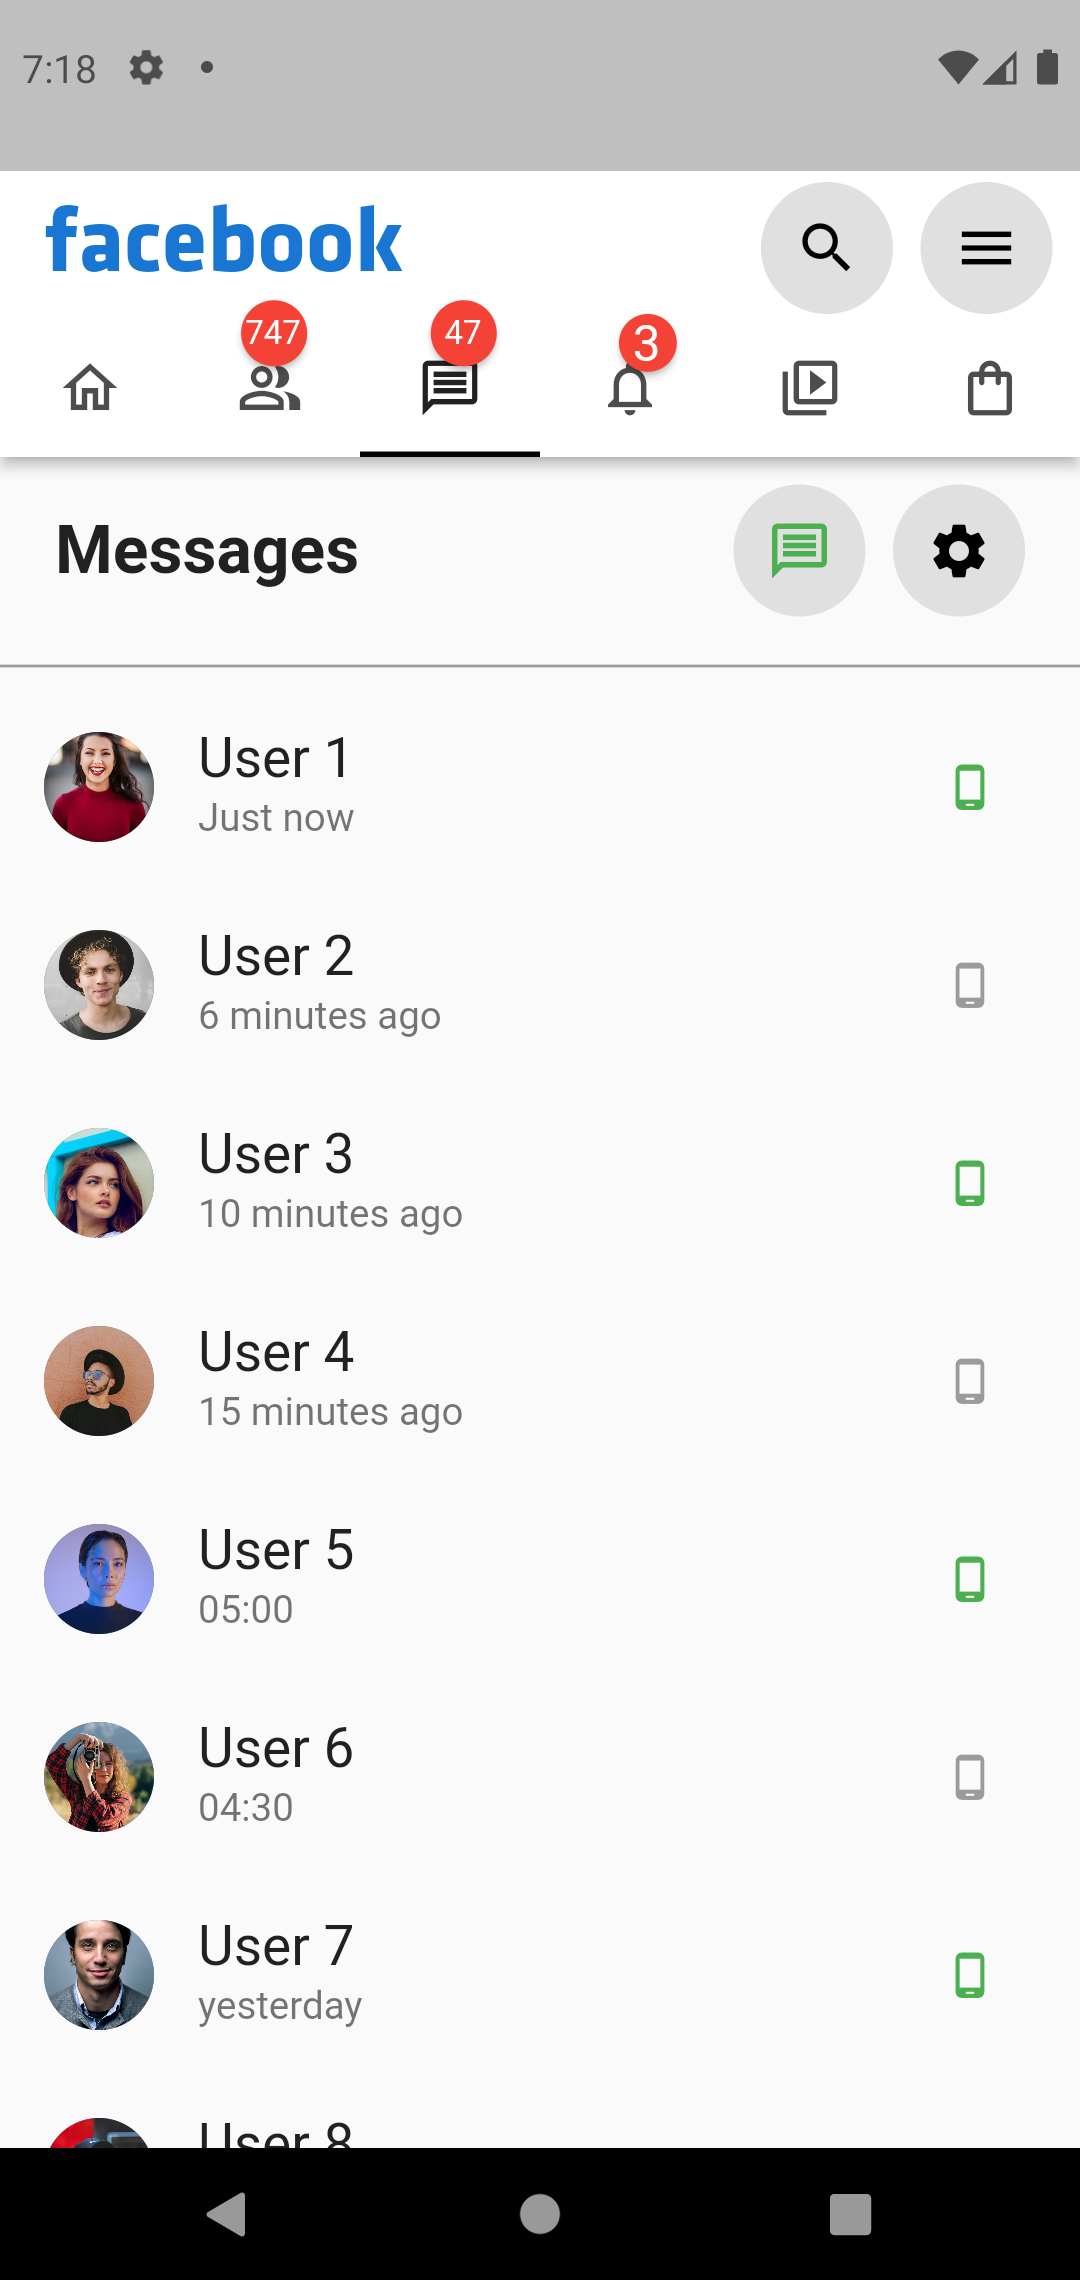 7:18
facebook
747
47
3
Messages
User 1
Just now
User 2
6 minutes ago
User 3
10 minutes ago
User 4
15 minutes ago
User 5
05:00
User 6
04:30
User 7
yesterday
User 8